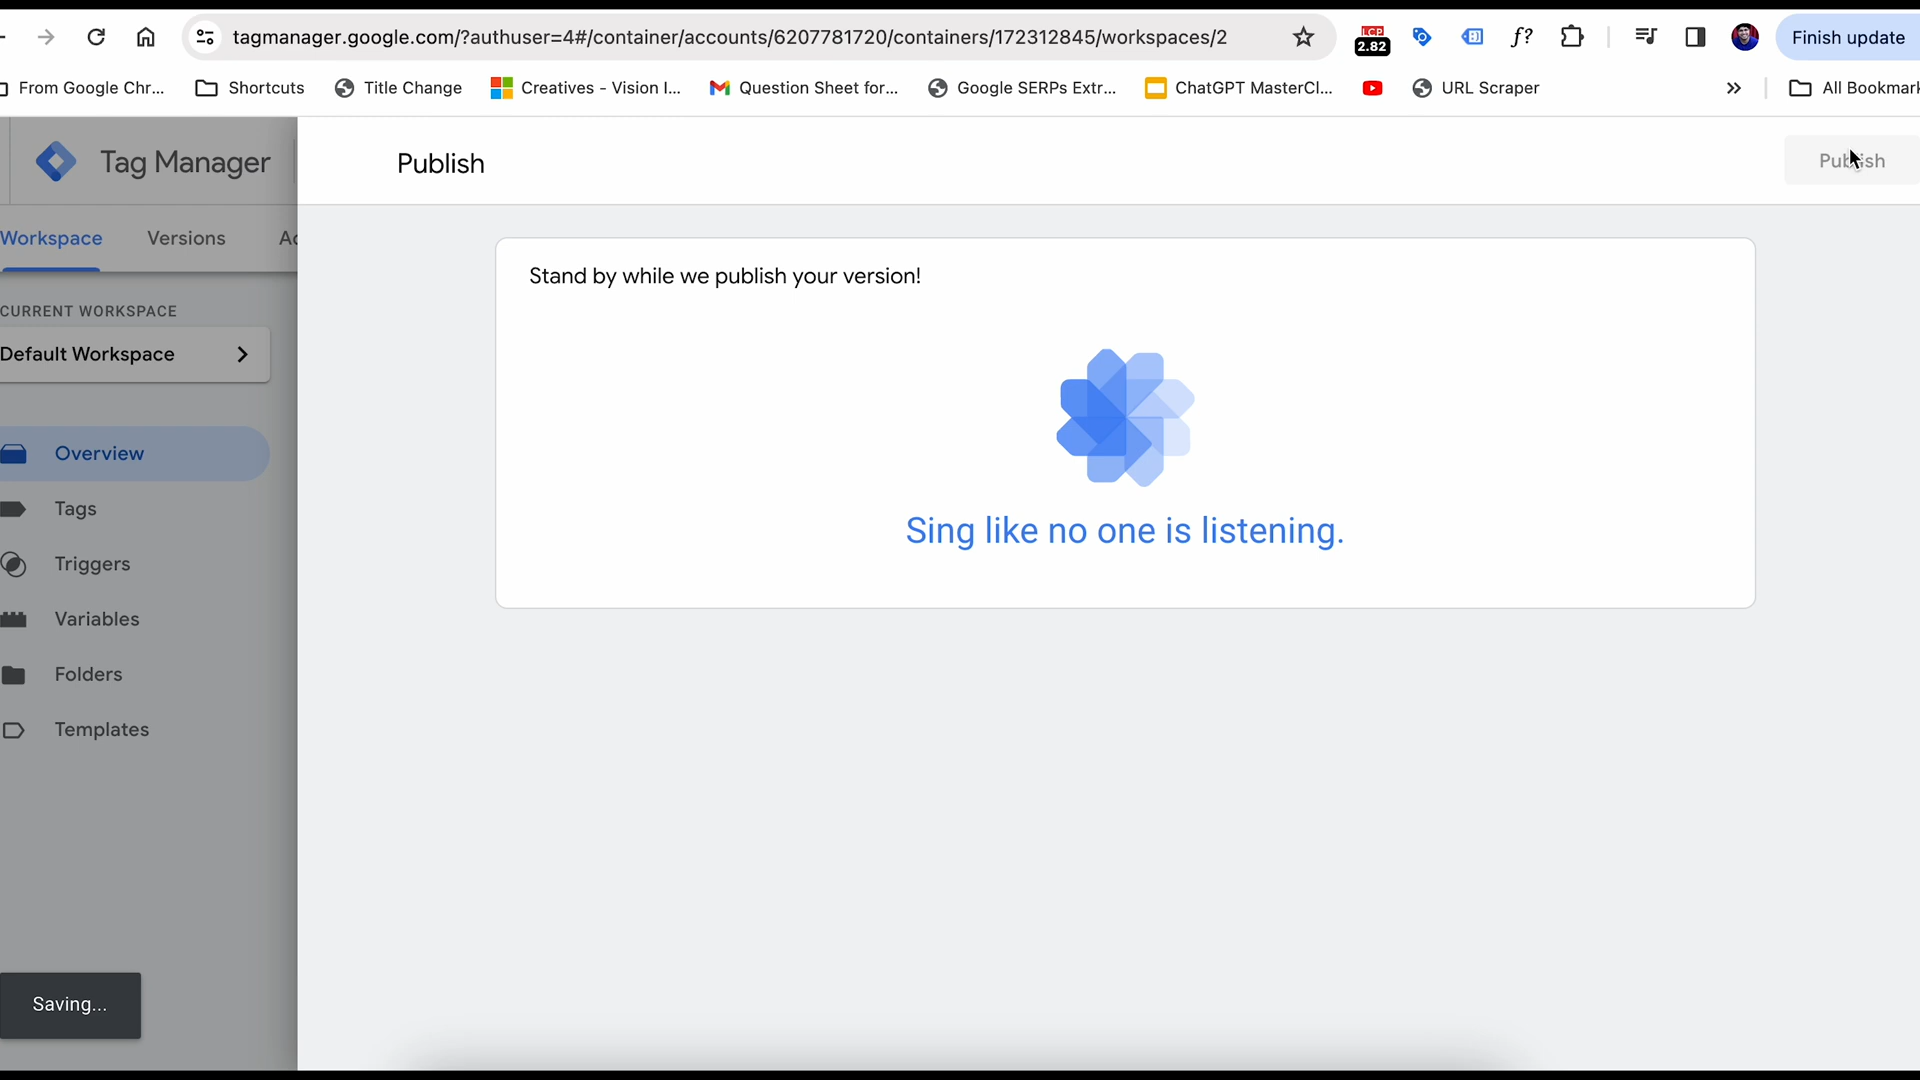 tagmanager.google.com/?authuser=4#/container/accounts/6207781720/containers/172312845/workspaces/2
LCP
2.82
f?
Finish update
From Google Chr...
Shortcuts
Title Change
Creatives - Vision I...
Question Sheet for...
Google SERPs Extr...
ChatGPT MasterCl...
URL Scraper
All Bookmark
Tag Manager
Publish
Publish
Workspace
Versions
Ad
CURRENT WORKSPACE
Default Workspace
Overview
Tags
Triggers
Variables
Folders
Templates
Stand by while we publish your version!
Sing like no one is listening.
Saving...